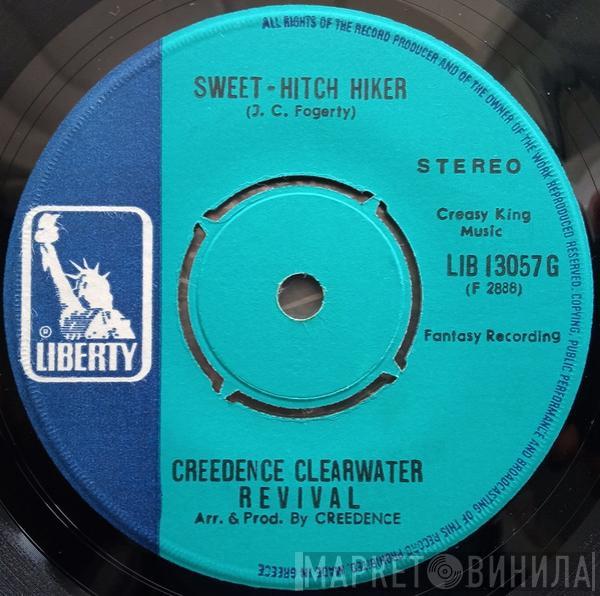 ALL RIGHTS OF THE RECORD PRODUCER AND OF THE OWNER OF THE WORK REPRODUCED RESERVED. COPYING, PUBLIC PERFORMANCE AND BROADCASTING OF THIS RECORD PROHIBITED. MADE IN GREECE
SWEET-HITCH HIKER
(J. C. Fogerty)
STEREO
Creasy King
Music
LIB 13057 G
(F 2888)
Fantasy Recording
®
LIBERTY
CREEDENCE CLEARWATER
REVIVAL
Arr. & Prod. By CREEDENCE
МАРКЕТ ВИНИЛА